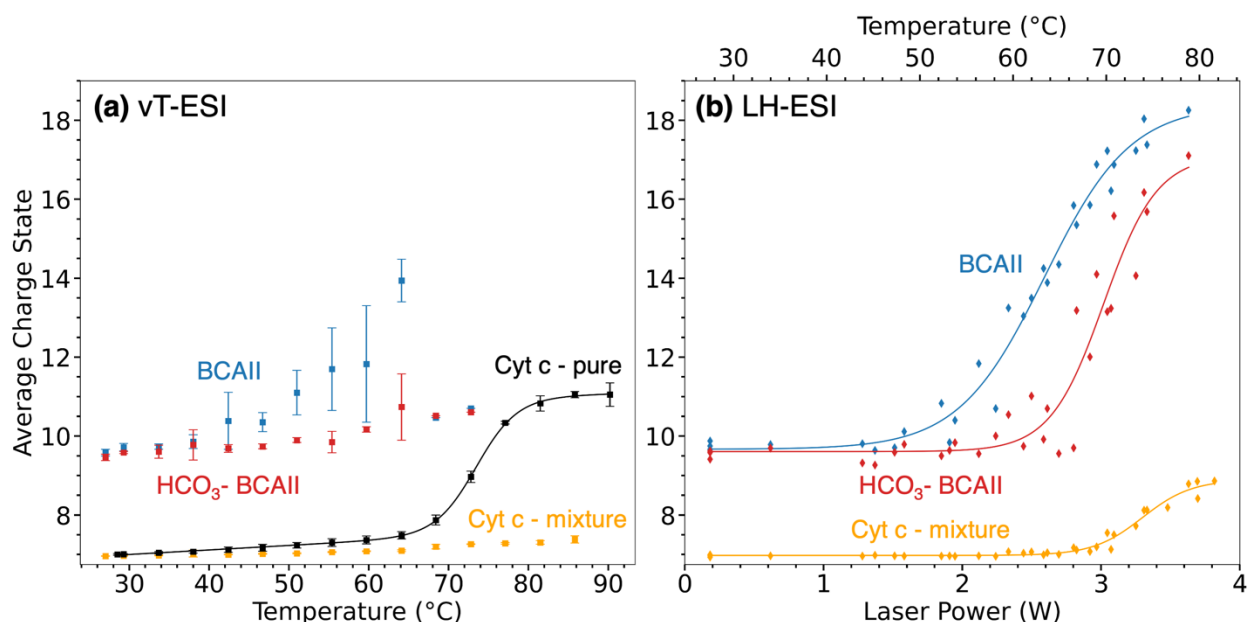 Temperature (°C)
30 40 50 60 70 80
(a) vT-ESI
(b) LH-ESI
Average Charge State
18
16
14
12
10
8
BCAII
HCO₃- BCAII
Cyt c - pure
Cyt c - mixture
BCAII
HCO₃- BCAII
Cyt c - mixture
30 40 50 60 70 80 90
Temperature (°C)
18
16
14
12
10
8
0 1 2 3 4
Laser Power (W)